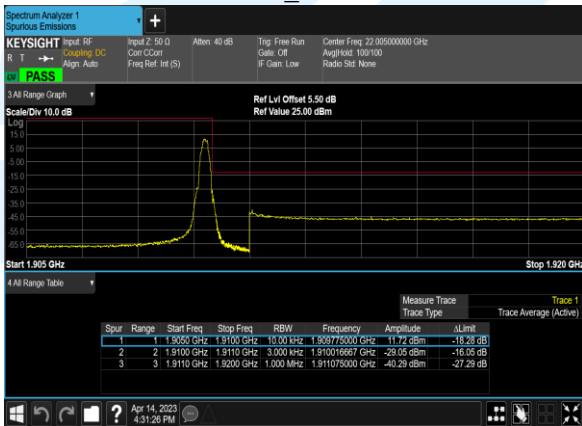 Spectrum Analyzer 1
Spurious Emissions
KEYSIGHT Input: RF Input Z: 50 Ω Atten: 40 dB Trig: Free Run Center Freq: 22.005000000 GHz
R T Coupling: DC Corr CCorr Gate: Off Avg|Hold: 100/100
Align: Auto Freq Ref: Int (S) IF Gain: Low Radio Std: None
LV PASS
3 All Range Graph
Ref Lvl Offset 5.50 dB
Scale/Div 10.0 dB Ref Value 25.00 dBm
Log
15.0
5.00
-5.00
-15.0
-25.0
-35.0
-45.0
-55.0
-65.0
Start 1.905 GHz Stop 1.920 GHz
4 All Range Table
Measure Trace Trace 1
Trace Type Trace Average (Active)
Spur Range Start Freq Stop Freq RBW Frequency Amplitude ΔLimit
1 1 1.9050 GHz 1.9100 GHz 10.00 kHz 1.909775000 GHz 11.72 dBm -18.28 dB
2 2 1.9100 GHz 1.9110 GHz 3.000 kHz 1.910016667 GHz -29.05 dBm -16.05 dB
3 3 1.9110 GHz 1.9200 GHz 1.000 MHz 1.911075000 GHz -40.29 dBm -27.29 dB
? Apr 14, 2023
4:31:26 PM